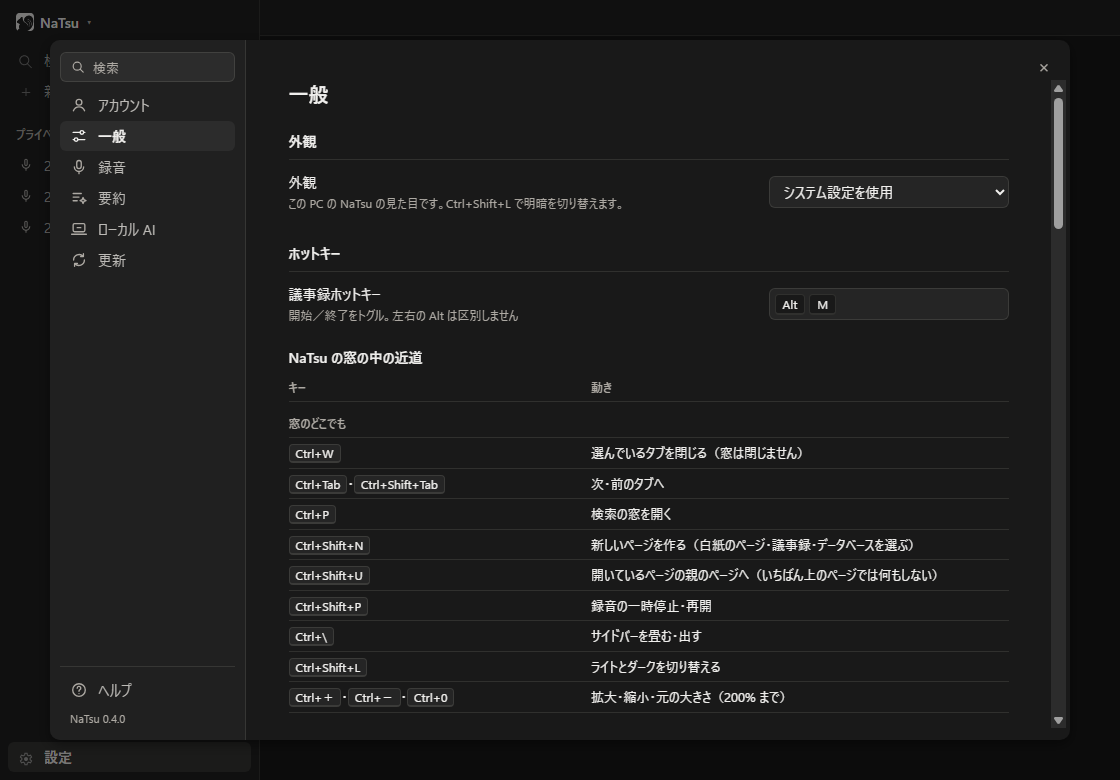 NaTsu
検索
アカウント
一般
録音
要約
ローカル AI
更新
ヘルプ
NaTsu 0.4.0
設定
プライベ
2
2
2
×
一般
外観
外観
この PC の NaTsu の見た目です。Ctrl+Shift+L で明暗を切り替えます。
システム設定を使用
ホットキー
議事録ホットキー
開始／終了をトグル。左右の Alt は区別しません
Alt M
NaTsu の窓の中の近道
キー 動き
窓のどこでも
Ctrl+W 選んでいるタブを閉じる（窓は閉じません）
Ctrl+Tab・Ctrl+Shift+Tab 次・前のタブへ
Ctrl+P 検索の窓を開く
Ctrl+Shift+N 新しいページを作る（白紙のページ・議事録・データベースを選ぶ）
Ctrl+Shift+U 開いているページの親のページへ（いちばん上のページでは何もしない）
Ctrl+Shift+P 録音の一時停止・再開
Ctrl+\ サイドバーを畳む・出す
Ctrl+Shift+L ライトとダークを切り替える
Ctrl+＋・Ctrl+－・Ctrl+0 拡大・縮小・元の大きさ（200% まで）